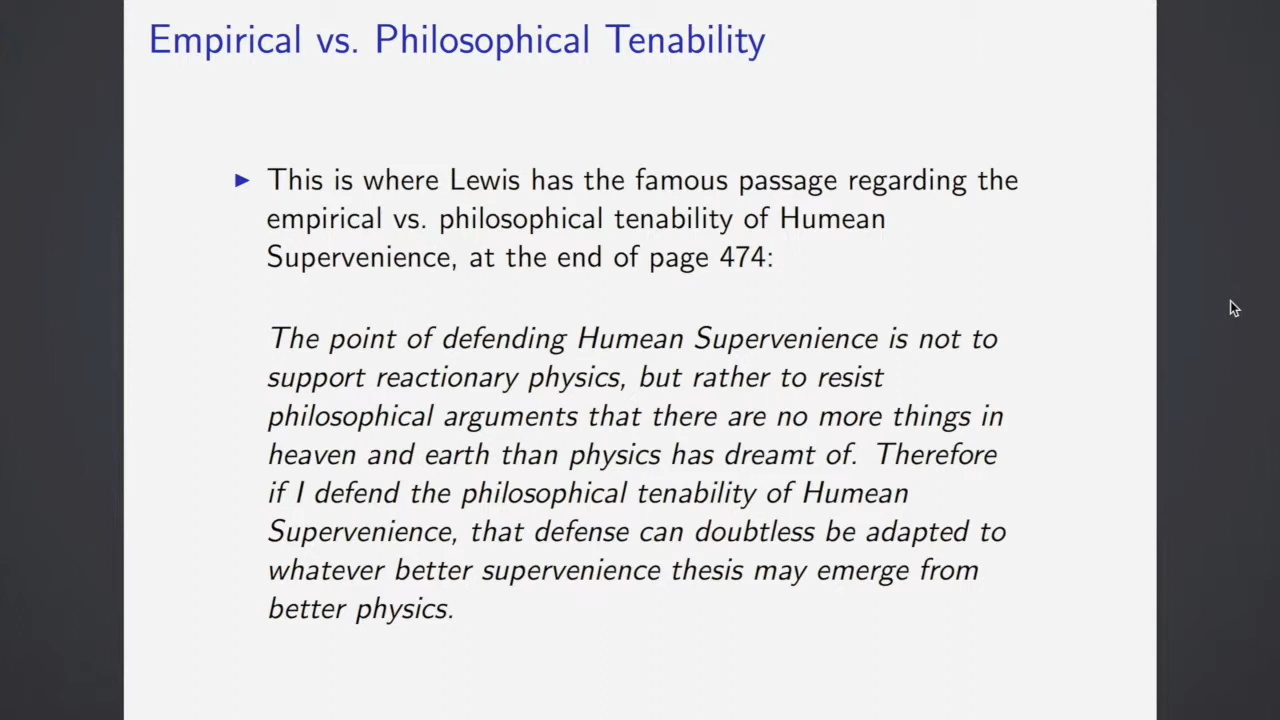 Empirical vs. Philosophical Tenability
This is where Lewis has the famous passage regarding the
empirical vs. philosophical tenability of Humean
Supervenience, at the end of page 474:
The point of defending Humean Supervenience is not to
support reactionary physics, but rather to resist
philosophical arguments that there are no more things in
heaven and earth than physics has dreamt of. Therefore
if I defend the philosophical tenability of Humean
Supervenience, that defense can doubtless be adapted to
whatever better supervenience thesis may emerge from
better physics.